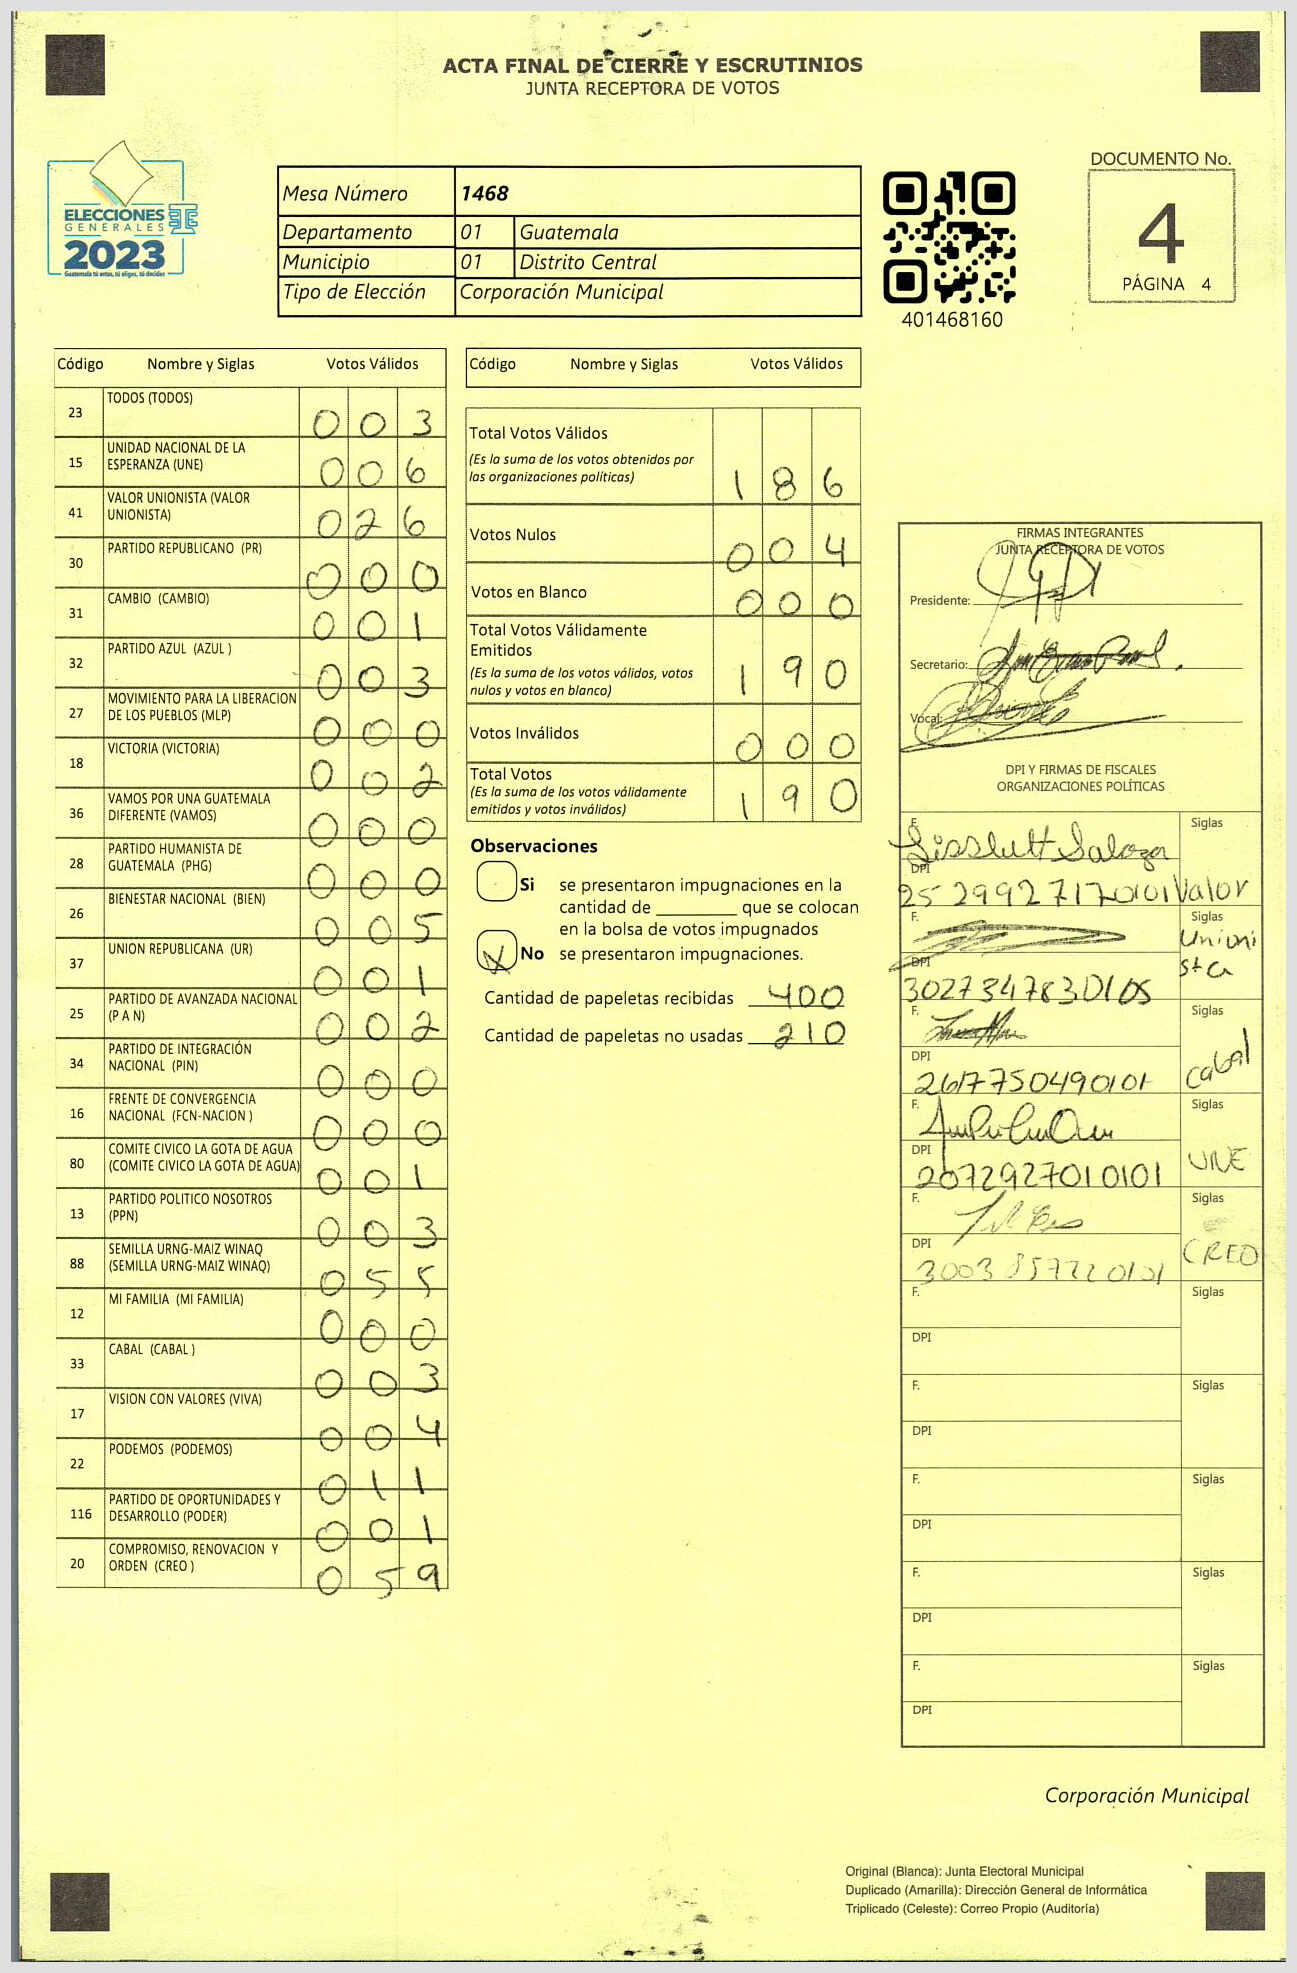 ACTA FINAL DE CIERRE Y ESCRUTINIOS
JUNTA RECEPTORA DE VOTOS
ELECCIONES
GENERALES
2023
Guatemala tú entras, tú eliges, tú decides
Mesa Número 1468
Departamento 01 Guatemala
Municipio 01 Distrito Central
Tipo de Elección Corporación Municipal
401468160
DOCUMENTO No.
4
PÁGINA 4
Código Nombre y Siglas Votos Válidos
23 TODOS (TODOS) 0 0 3
15 UNIDAD NACIONAL DE LA
ESPERANZA (UNE) 0 0 6
41 VALOR UNIONISTA (VALOR
UNIONISTA) 0 2 6
30 PARTIDO REPUBLICANO (PR) 0 0 0
31 CAMBIO (CAMBIO) 0 0 1
32 PARTIDO AZUL (AZUL ) 0 0 3
27 MOVIMIENTO PARA LA LIBERACION
DE LOS PUEBLOS (MLP) 0 0 0
18 VICTORIA (VICTORIA) 0 0 2
36 VAMOS POR UNA GUATEMALA
DIFERENTE (VAMOS) 0 0 0
28 PARTIDO HUMANISTA DE
GUATEMALA (PHG) 0 0 0
26 BIENESTAR NACIONAL (BIEN) 0 0 5
37 UNION REPUBLICANA (UR) 0 0 1
25 PARTIDO DE AVANZADA NACIONAL
(P A N) 0 0 2
34 PARTIDO DE INTEGRACIÓN
NACIONAL (PIN) 0 0 0
16 FRENTE DE CONVERGENCIA
NACIONAL (FCN-NACION ) 0 0 0
80 COMITE CIVICO LA GOTA DE AGUA
(COMITE CIVICO LA GOTA DE AGUA) 0 0 1
13 PARTIDO POLITICO NOSOTROS
(PPN) 0 0 3
88 SEMILLA URNG-MAIZ WINAQ
(SEMILLA URNG-MAIZ WINAQ) 0 5 5
12 MI FAMILIA (MI FAMILIA) 0 0 0
33 CABAL (CABAL ) 0 0 3
17 VISION CON VALORES (VIVA) 0 0 4
22 PODEMOS (PODEMOS) 0 1 1
116 PARTIDO DE OPORTUNIDADES Y
DESARROLLO (PODER) 0 0 1
20 COMPROMISO, RENOVACION Y
ORDEN (CREO ) 0 5 9
Código Nombre y Siglas Votos Válidos
Total Votos Válidos
(Es la suma de los votos obtenidos por
las organizaciones políticas) 1 8 6
Votos Nulos 0 0 4
Votos en Blanco 0 0 0
Total Votos Válidamente
Emitidos
(Es la suma de los votos válidos, votos
nulos y votos en blanco) 1 9 0
Votos Inválidos 0 0 0
Total Votos
(Es la suma de los votos válidamente
emitidos y votos inválidos) 1 9 0
Observaciones
Si se presentaron impugnaciones en la
cantidad de ________ que se colocan
en la bolsa de votos impugnados
No se presentaron impugnaciones.
Cantidad de papeletas recibidas 400
Cantidad de papeletas no usadas 210
FIRMAS INTEGRANTES
JUNTA RECEPTORA DE VOTOS
Presidente:
Secretario:
Vocal:
DPI Y FIRMAS DE FISCALES
ORGANIZACIONES POLÍTICAS
F. Siglas
DPI
25 29927170101 Valor
F. Siglas
Unioni
sta
DPI
3027347830105
F. Siglas
Cabal
DPI
2617750490101
F. Siglas
UNE
DPI
2072927010101
F. Siglas
CREO
DPI
3003857220101
F. Siglas
DPI
F. Siglas
DPI
F. Siglas
DPI
F. Siglas
DPI
F. Siglas
DPI
Corporación Municipal
Original (Blanca): Junta Electoral Municipal
Duplicado (Amarilla): Dirección General de Informática
Triplicado (Celeste): Correo Propio (Auditoría)